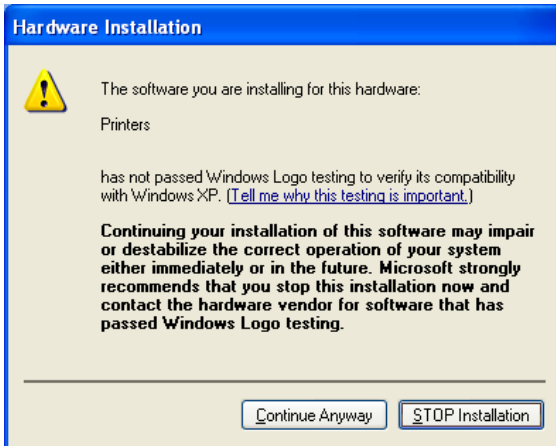 Hardware Installation
The software you are installing for this hardware:
Printers
has not passed Windows Logo testing to verify its compatibility
with Windows XP. (Tell me why this testing is important.)
Continuing your installation of this software may impair
or destabilize the correct operation of your system
either immediately or in the future. Microsoft strongly
recommends that you stop this installation now and
contact the hardware vendor for software that has
passed Windows Logo testing.
Continue Anyway
STOP Installation